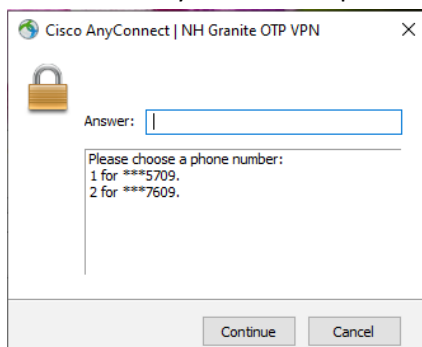 Cisco AnyConnect | NH Granite OTP VPN
Answer:
Please choose a phone number:
1 for ***5709.
2 for ***7609.
Continue Cancel